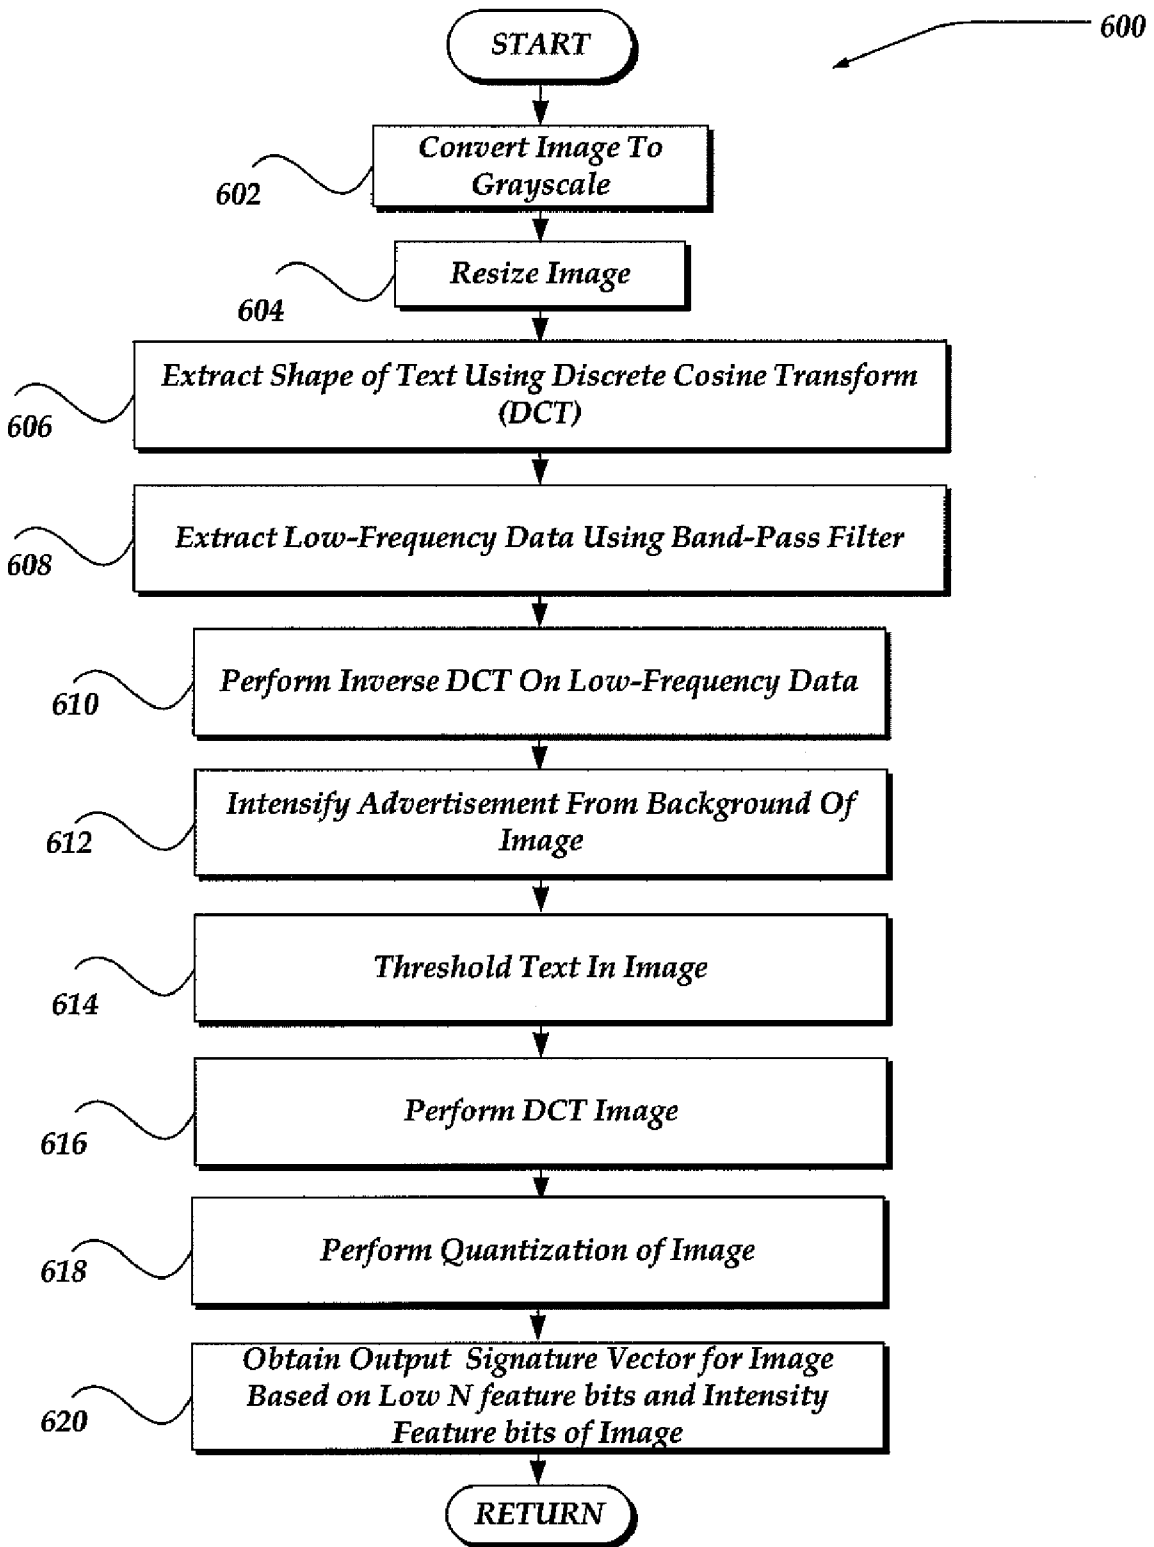 START
600
Convert Image To
Grayscale
602
Resize Image
604
Extract Shape of Text Using Discrete Cosine Transform
(DCT)
606
Extract Low-Frequency Data Using Band-Pass Filter
608
Perform Inverse DCT On Low-Frequency Data
610
Intensify Advertisement From Background Of
Image
612
Threshold Text In Image
614
Perform DCT Image
616
Perform Quantization of Image
618
Obtain Output Signature Vector for Image
Based on Low N feature bits and Intensity
Feature bits of Image
620
RETURN